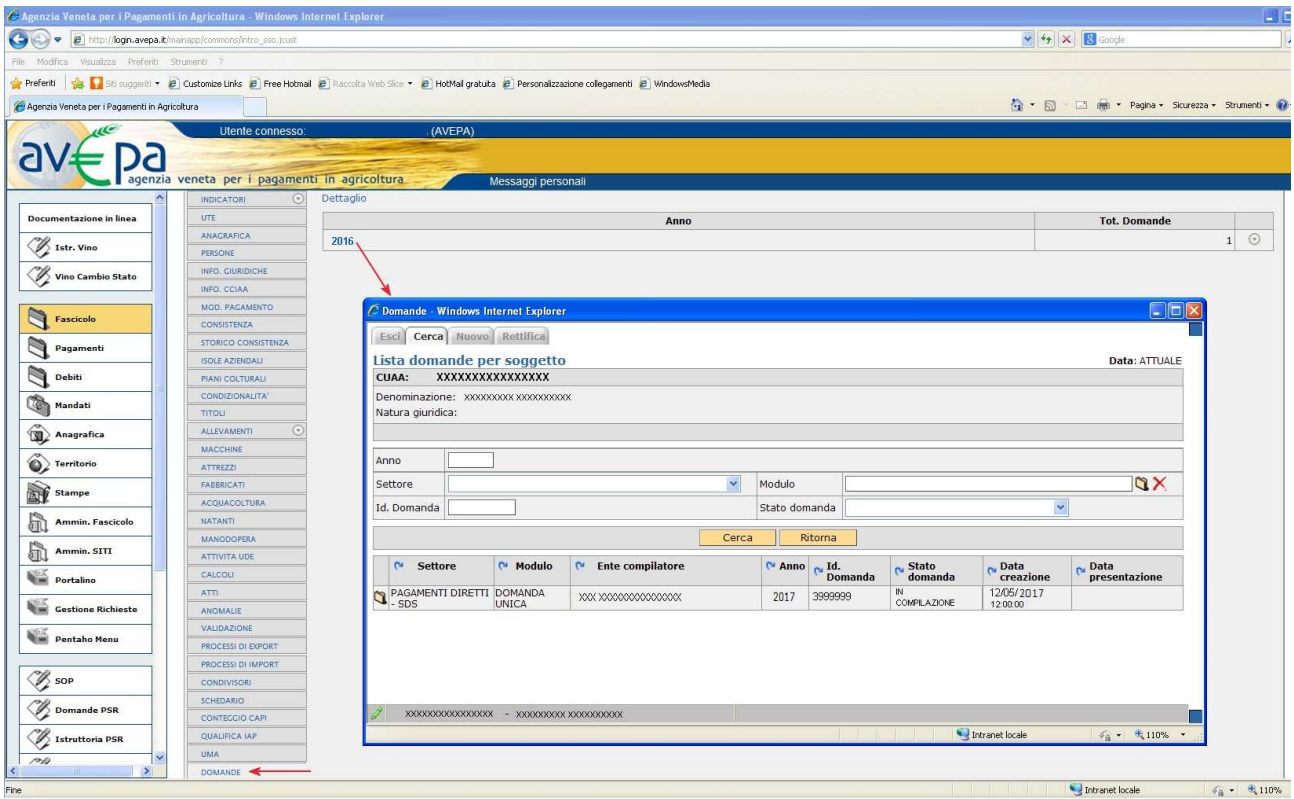 Agenzia Veneta per i Pagamenti in Agricoltura - Windows Internet Explorer
http://login.avepa.it/mainapp/commons/intro_sso.jcust
Google
File Modifica Visualizza Preferiti Strumenti ?
Preferiti Siti suggeriti Customize Links Free Hotmail Raccolta Web Slice HotMail gratuita Personalizzazione collegamenti WindowsMedia
Agenzia Veneta per i Pagamenti in Agricoltura
Pagina Sicurezza Strumenti
Utente connesso: . (AVEPA)
av€pa
agenzia veneta per i pagamenti in agricoltura
Messaggi personali
Documentazione in linea
Istr. Vino
Vino Cambio Stato
Fascicolo
Pagamenti
Debiti
Mandati
Anagrafica
Territorio
Stampe
Ammin. Fascicolo
Ammin. SITI
Portalino
Gestione Richieste
Pentaho Menu
SOP
Domande PSR
Istruttoria PSR
INDICATORI
UTE
ANAGRAFICA
PERSONE
INFO. GIURIDICHE
INFO. CCIAA
MOD. PAGAMENTO
CONSISTENZA
STORICO CONSISTENZA
ISOLE AZIENDALI
PIANI COLTURALI
CONDIZIONALITA'
TITOLI
ALLEVAMENTI
MACCHINE
ATTREZZI
FABBRICATI
ACQUACOLTURA
NATANTI
MANODOPERA
ATTIVITA UDE
CALCOLI
ATTI
ANOMALIE
VALIDAZIONE
PROCESSI DI EXPORT
PROCESSI DI IMPORT
CONDIVISORI
SCHEDARIO
CONTEGGIO CAPI
QUALIFICA IAP
UMA
DOMANDE
Dettaglio
Anno Tot. Domande
2016 1
Domande - Windows Internet Explorer
Esci Cerca Nuovo Rettifica
Lista domande per soggetto Data: ATTUALE
CUAA: XXXXXXXXXXXXXXXX
Denominazione: XXXXXXXXX XXXXXXXXXX
Natura giuridica:
Anno
Settore Modulo
Id. Domanda Stato domanda
Cerca Ritorna
Settore Modulo Ente compilatore Anno Id. Domanda Stato domanda Data creazione Data presentazione
PAGAMENTI DIRETTI DOMANDA XXX XXXXXXXXXXXXXXX 2017 3999999 IN 12/05/2017
- SDS UNICA COMPILAZIONE 12:00:00
XXXXXXXXXXXXXXXX - XXXXXXXXX XXXXXXXXXX
Intranet locale 110%
Fine Intranet locale 110%